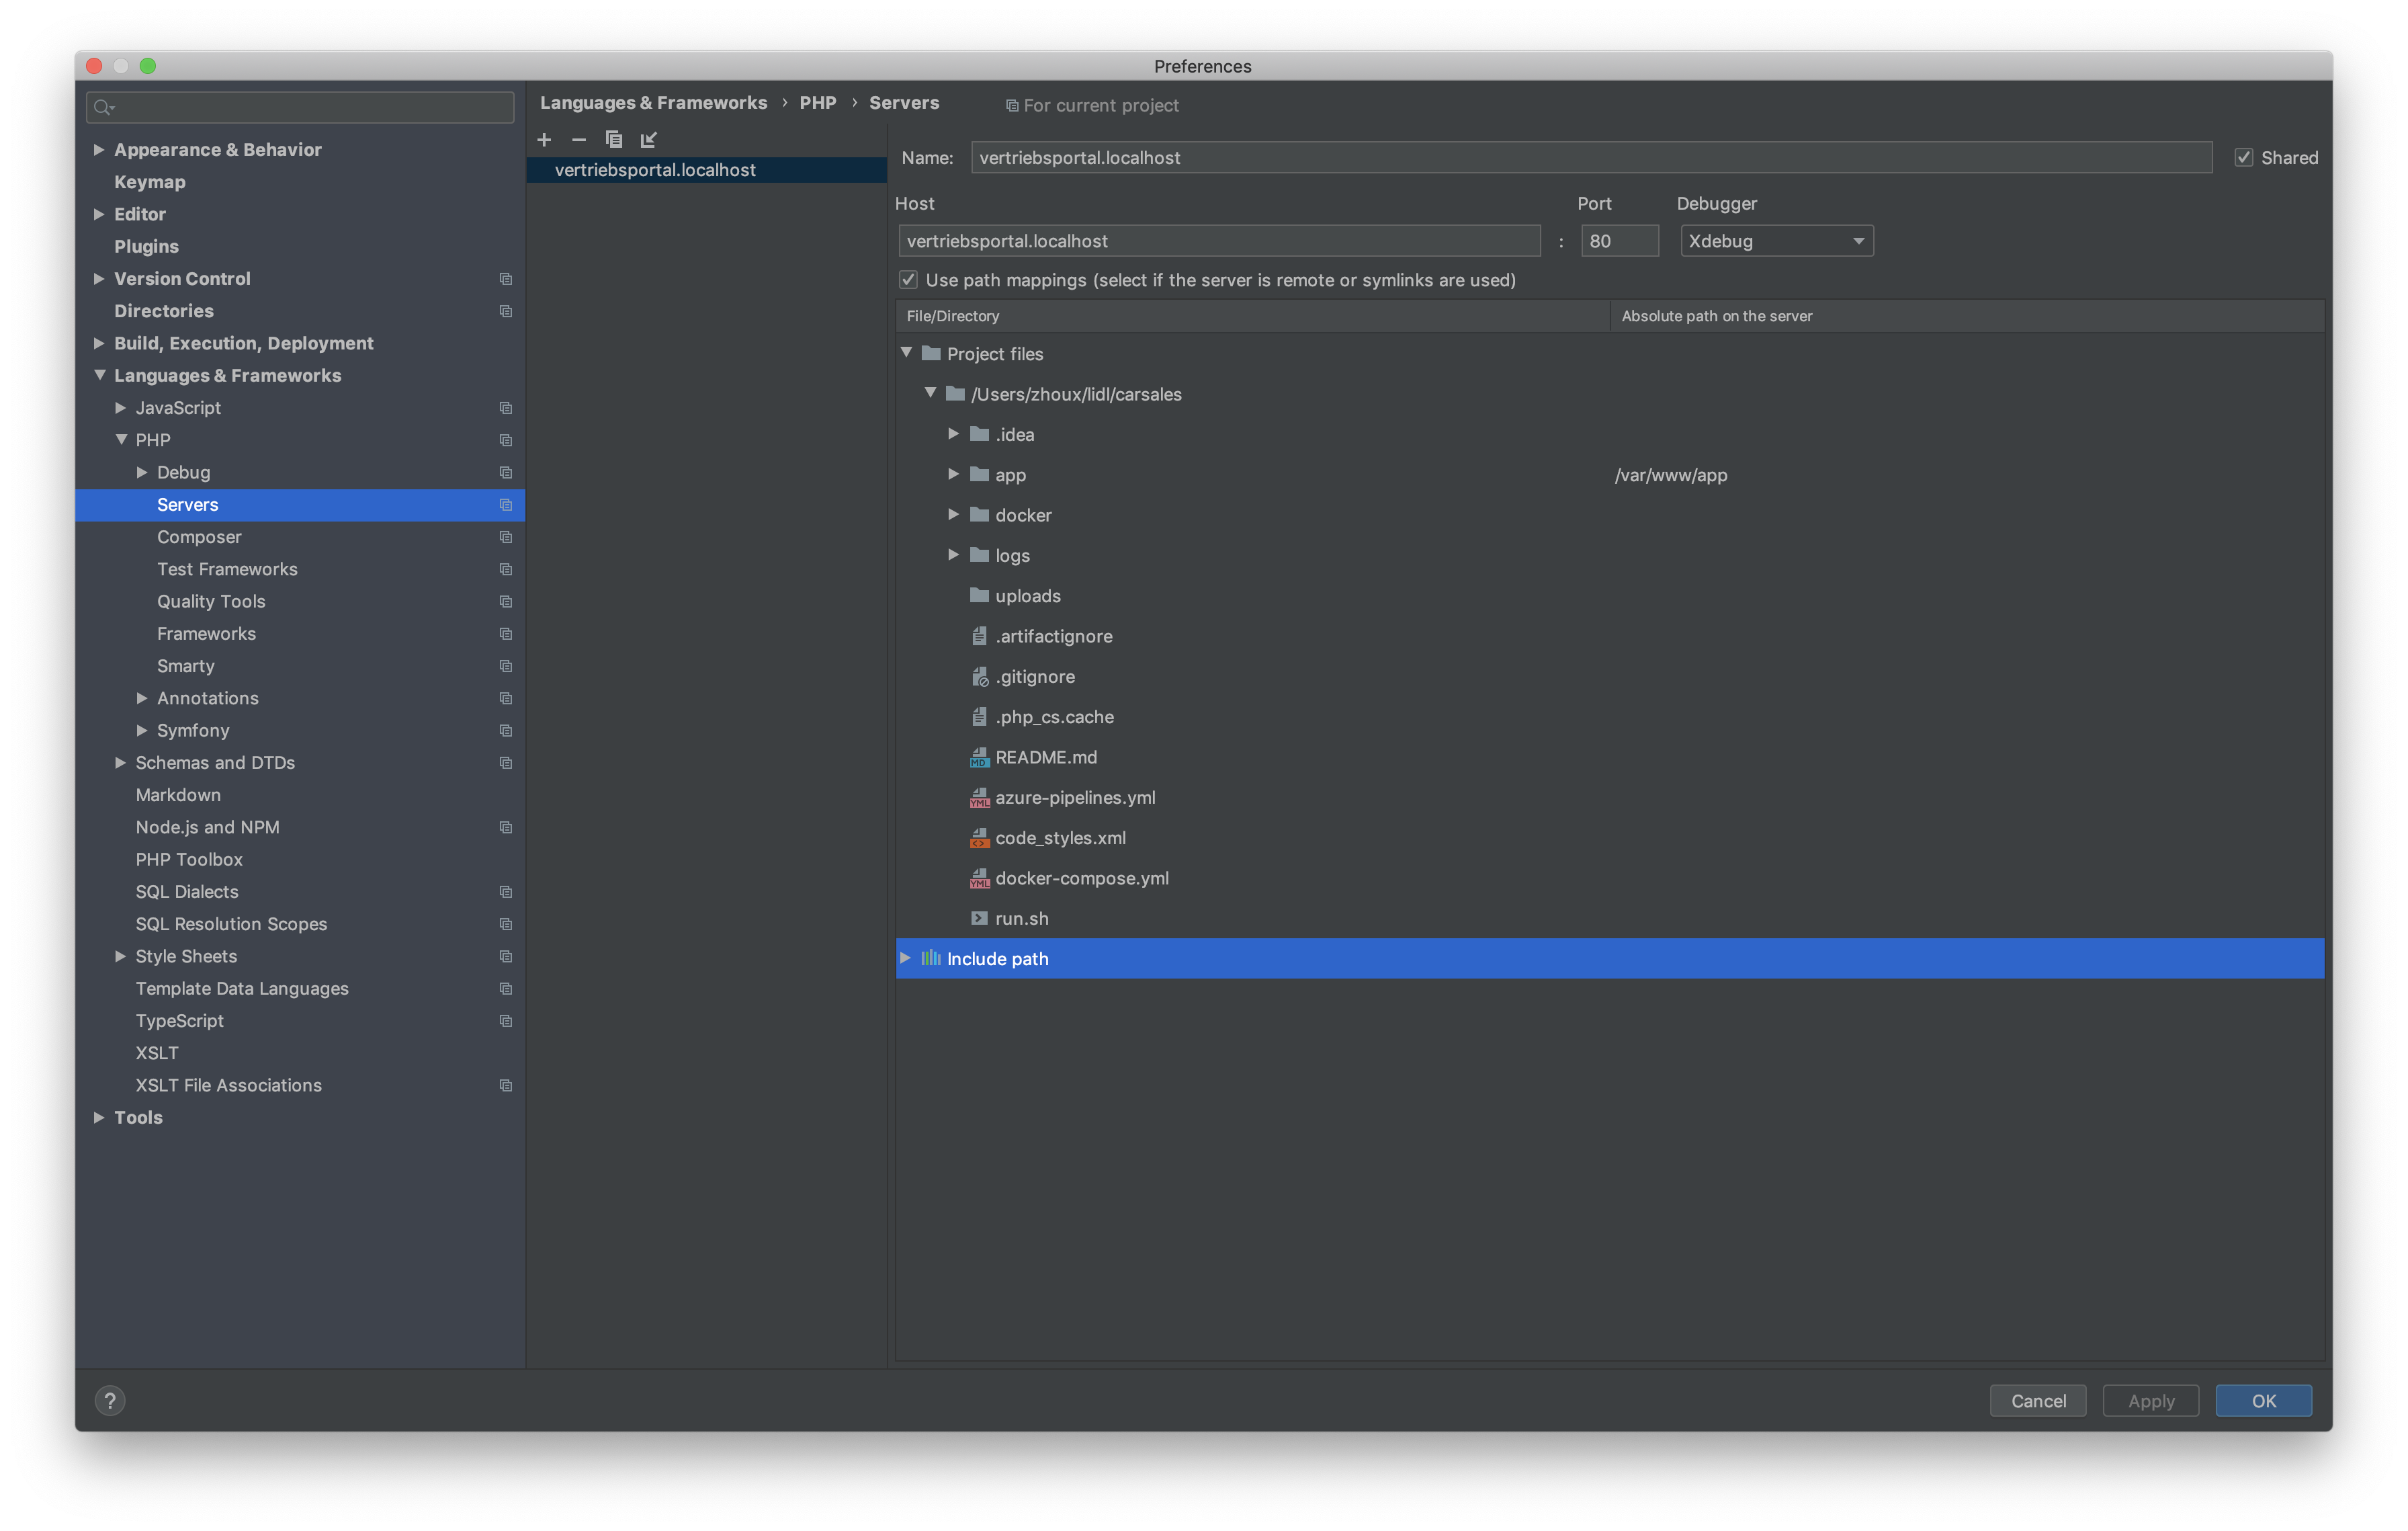 Preferences
Appearance & Behavior
Keymap
Editor
Plugins
Version Control
Directories
Build, Execution, Deployment
Languages & Frameworks
JavaScript
PHP
Debug
Servers
Composer
Test Frameworks
Quality Tools
Frameworks
Smarty
Annotations
Symfony
Schemas and DTDs
Markdown
Node.js and NPM
PHP Toolbox
SQL Dialects
SQL Resolution Scopes
Style Sheets
Template Data Languages
TypeScript
XSLT
XSLT File Associations
Tools
Languages & Frameworks › PHP › Servers For current project
vertriebsportal.localhost
Name: vertriebsportal.localhost Shared
Host Port Debugger
vertriebsportal.localhost : 80 Xdebug
Use path mappings (select if the server is remote or symlinks are used)
File/Directory Absolute path on the server
Project files
/Users/zhoux/lidl/carsales
.idea
app /var/www/app
docker
logs
uploads
.artifactignore
.gitignore
.php_cs.cache
MD README.md
YML azure-pipelines.yml
<> code_styles.xml
YML docker-compose.yml
run.sh
Include path
? Cancel Apply OK